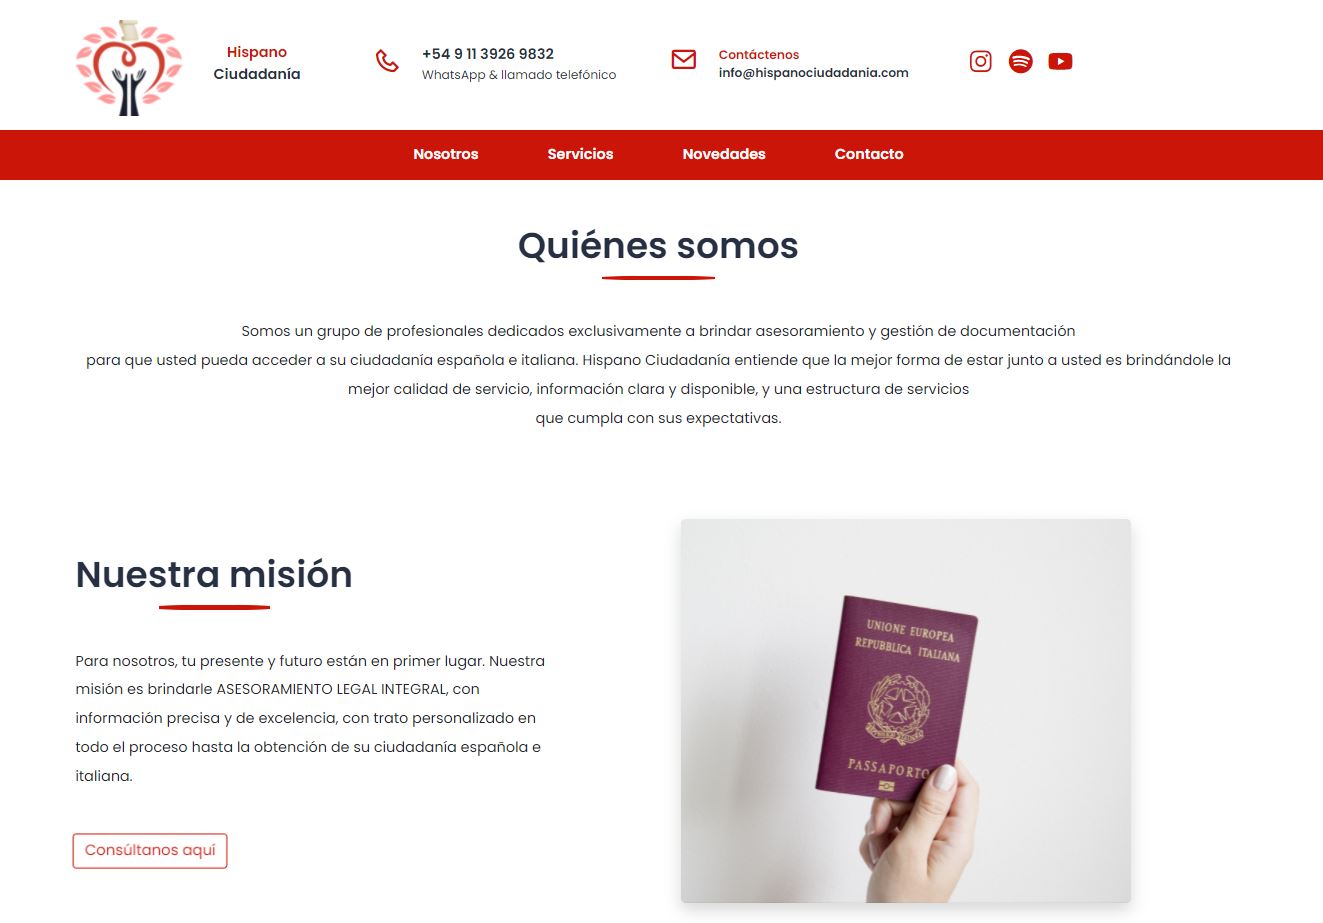 Hispano
Ciudadanía
+54 9 11 3926 9832
WhatsApp & llamado telefónico
Contáctenos
info@hispanociudadania.com
Nosotros
Servicios
Novedades
Contacto
Quiénes somos
Somos un grupo de profesionales dedicados exclusivamente a brindar asesoramiento y gestión de documentación
para que usted pueda acceder a su ciudadanía española e italiana. Hispano Ciudadanía entiende que la mejor forma de estar junto a usted es brindándole la
mejor calidad de servicio, información clara y disponible, y una estructura de servicios
que cumpla con sus expectativas.
Nuestra misión
Para nosotros, tu presente y futuro están en primer lugar. Nuestra
misión es brindarle ASESORAMIENTO LEGAL INTEGRAL, con
información precisa y de excelencia, con trato personalizado en
todo el proceso hasta la obtención de su ciudadanía española e
italiana.
Consúltanos aquí
UNIONE EUROPEA
REPUBBLICA ITALIANA
PASSAPORTO